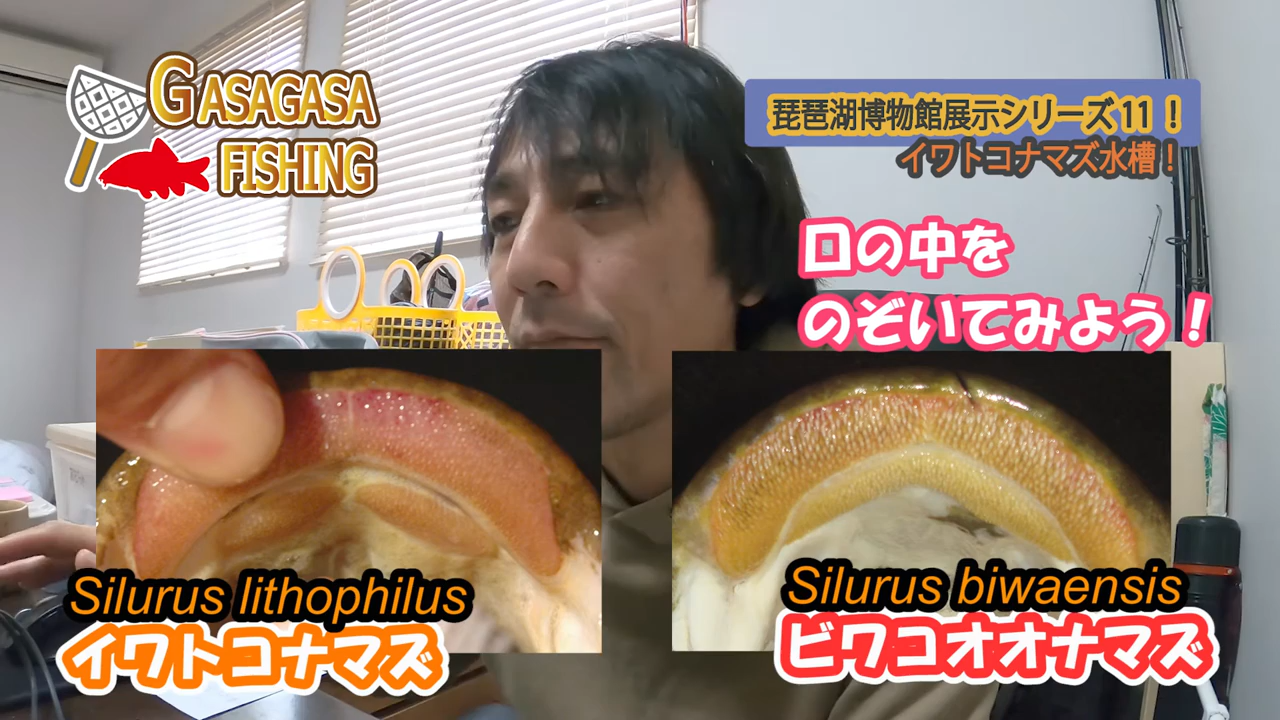 GASAGASA
FISHING
琵琶湖博物館展示シリーズ11！
イワトコナマズ水槽！
口の中を
のぞいてみよう！
Silurus lithophilus
イワトコナマズ
Silurus biwaensis
ビワコオオナマズ